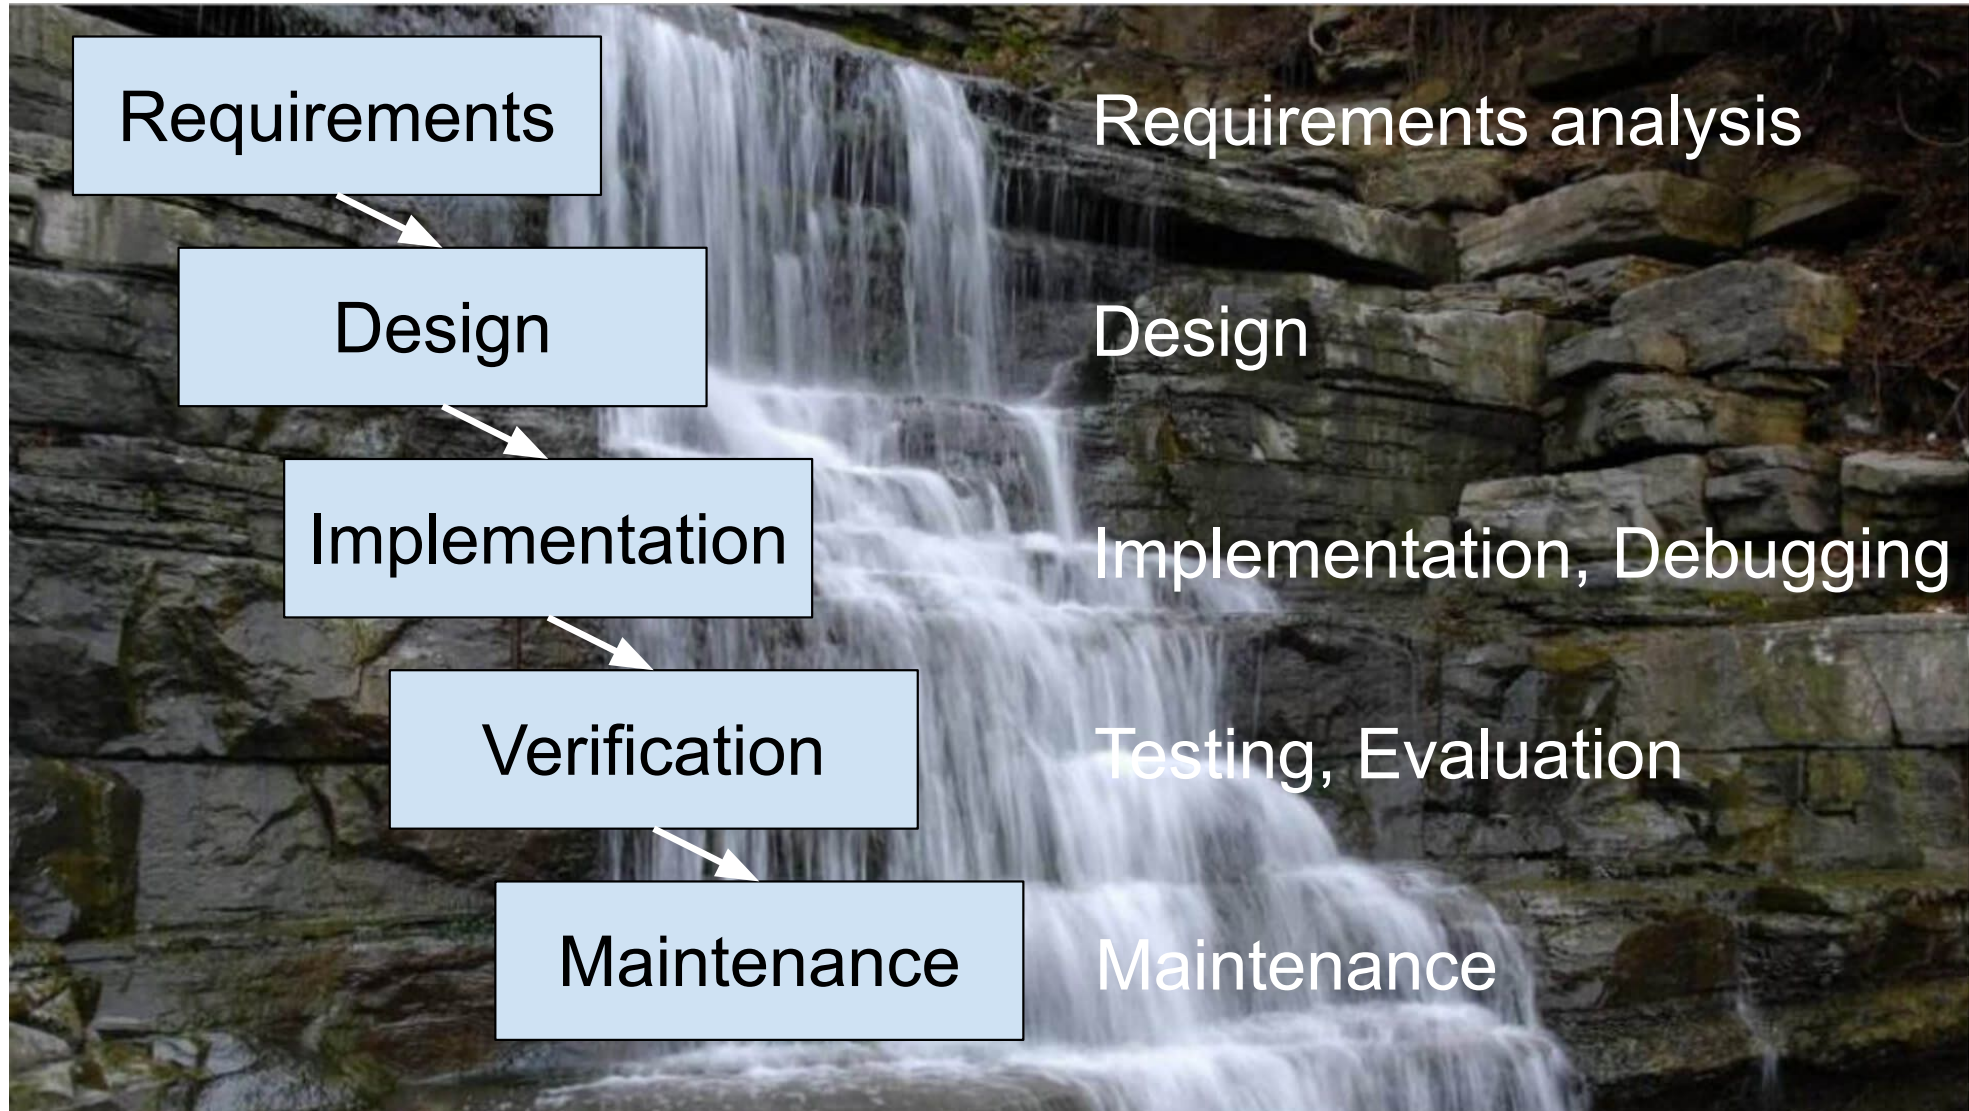 Requirements
Requirements analysis
Design
Design
Implementation
Implementation, Debugging
Verification
Testing, Evaluation
Maintenance
Maintenance